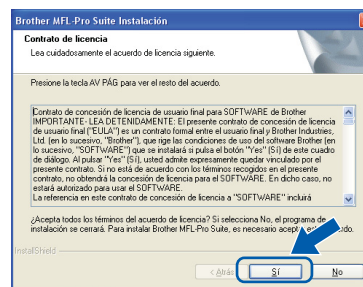 Brother MFL-Pro Suite Instalación
Contrato de licencia
Lea cuidadosamente el acuerdo de licencia siguiente.
Presione la tecla AV PÁG para ver el resto del acuerdo.
Contrato de concesión de licencia de usuario final para SOFTWARE de Brother
IMPORTANTE- LEA DETENIDAMENTE: El presente contrato de concesión de licencia
de usuario final ("EULA") es un contrato formal entre el usuario final y Brother Industries,
Ltd. (en lo sucesivo, "Brother"), que rige las condiciones de uso del software Brother (en
lo sucesivo, "SOFTWARE") que se instalará si pulsa el botón "Yes" (Sí) de este cuadro
de diálogo. Al pulsar "Yes" (Sí), usted admite expresamente quedar vinculado por el
presente contrato. Si no está de acuerdo con los términos recogidos en el presente
contrato, no obtendrá la concesión de licencia para el SOFTWARE. En dicho caso, no
estará autorizado para usar el SOFTWARE.
La referencia en este contrato de concesión de licencia a "SOFTWARE" incluirá
¿Acepta todos los términos del acuerdo de licencia? Si selecciona No, el programa de
instalación se cerrará. Para instalar Brother MFL-Pro Suite, es necesario
InstallShield
< Atrás
Sí
No